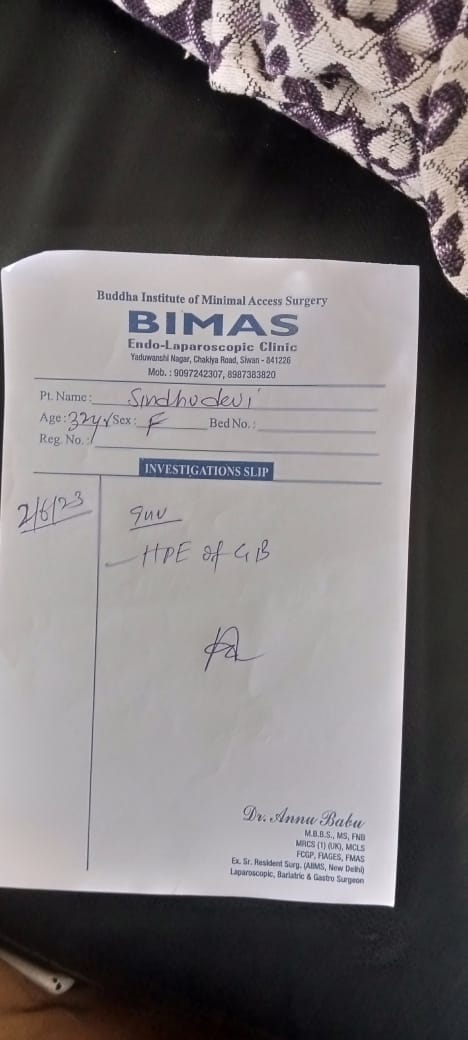 Buddha Institute of Minimal Access Surgery
BIMAS
Endo-Laparoscopic Clinic
Yaduwanshi Nagar, Chakiya Road, Siwan - 841226
Mob. : 9097242307, 8987383820
Pt. Name : Sindhu devi
Age : 32yr Sex : F Bed No. :
Reg. No. :
INVESTIGATIONS SLIP
2/6/23
HPE of GB
Dr. Annu Babu
M.B.B.S., MS, FNB
MRCS (1) (UK), MCLS
FCGP, FIAGES, FMAS
Ex. Sr. Resident Surg. (AIIMS, New Delhi)
Laparoscopic, Bariatric & Gastro Surgeon